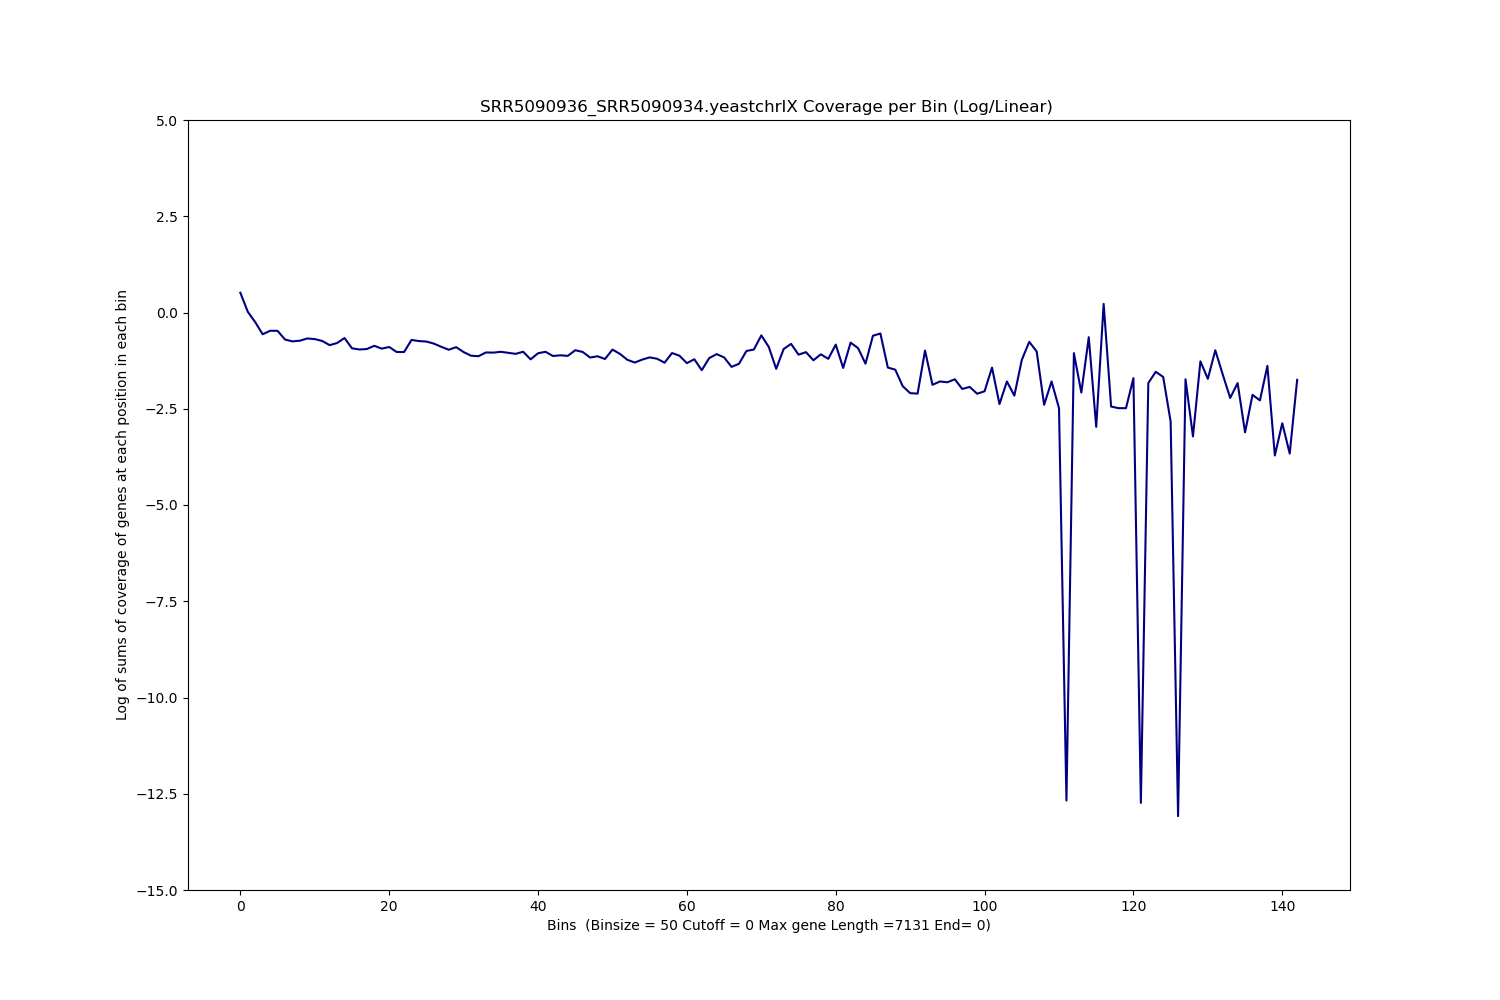 SRR5090936_SRR5090934.yeastchrIX Coverage per Bin (Log/Linear)
Log of sums of coverage of genes at each position in each bin
5.0
2.5
0.0
−2.5
−5.0
−7.5
−10.0
−12.5
−15.0
0 20 40 60 80 100 120 140
Bins  (Binsize = 50 Cutoff = 0 Max gene Length =7131 End= 0)